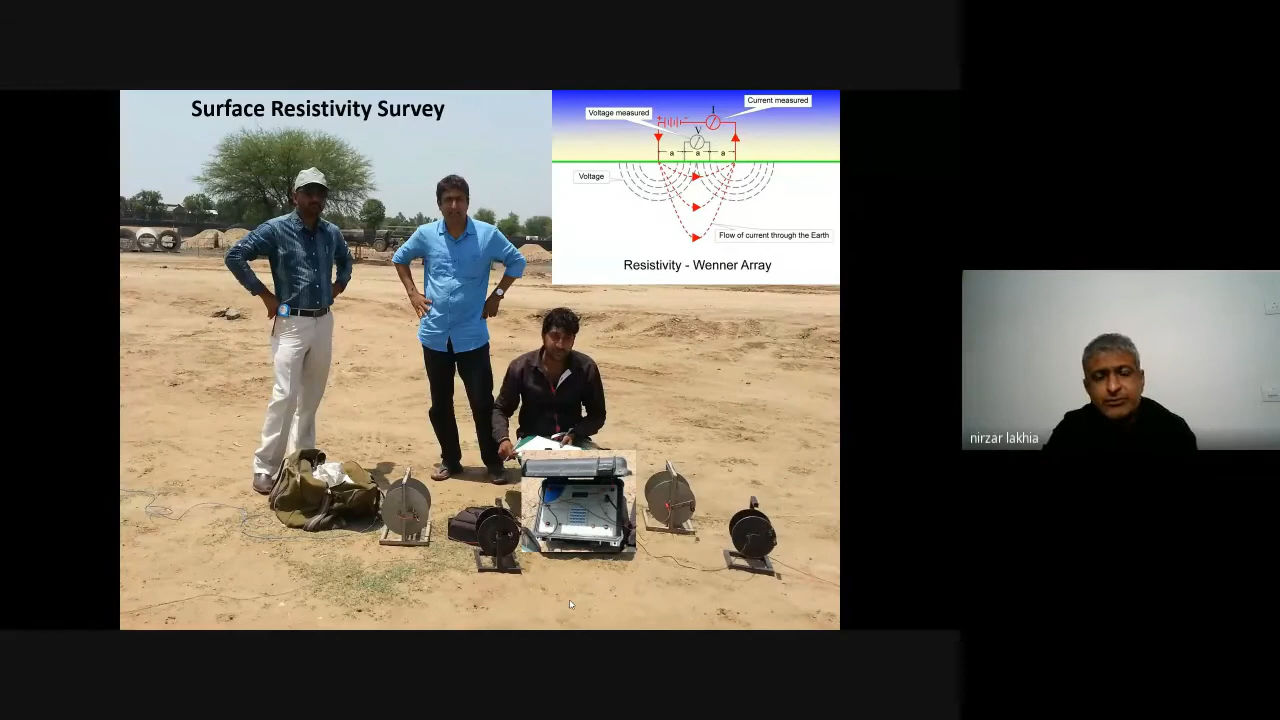 Surface Resistivity Survey
I
Current measured
Voltage measured
V
a a a
Voltage
Flow of current through the Earth
Resistivity - Wenner Array
nirzar lakhia